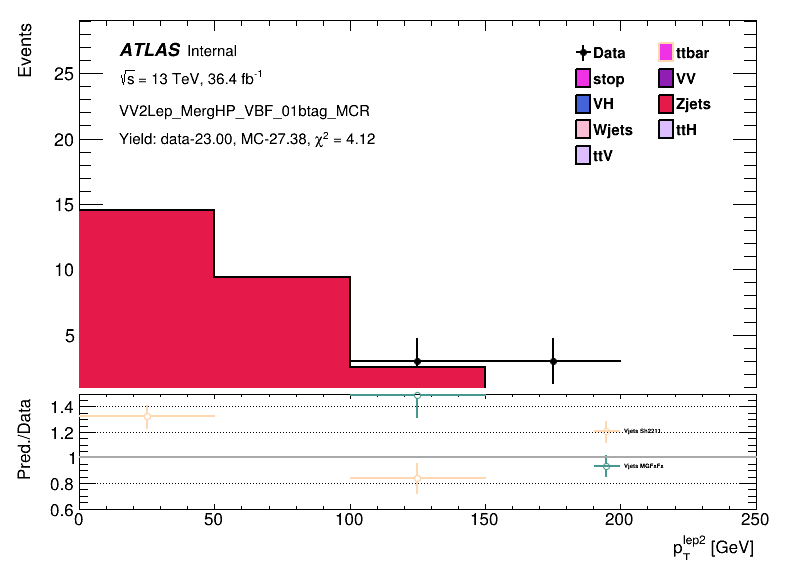 Events
ATLAS Internal
√s = 13 TeV, 36.4 fb⁻¹
VV2Lep_MergHP_VBF_01btag_MCR
Yield: data-23.00, MC-27.38, χ² = 4.12
Data
ttbar
stop
VV
VH
Zjets
Wjets
ttH
ttV
25
20
15
10
5
Pred./Data
1.4
1.2
1
0.8
0.6
Vjets Sh2211
Vjets MGFxFx
0 50 100 150 200 250
p_T^lep2 [GeV]